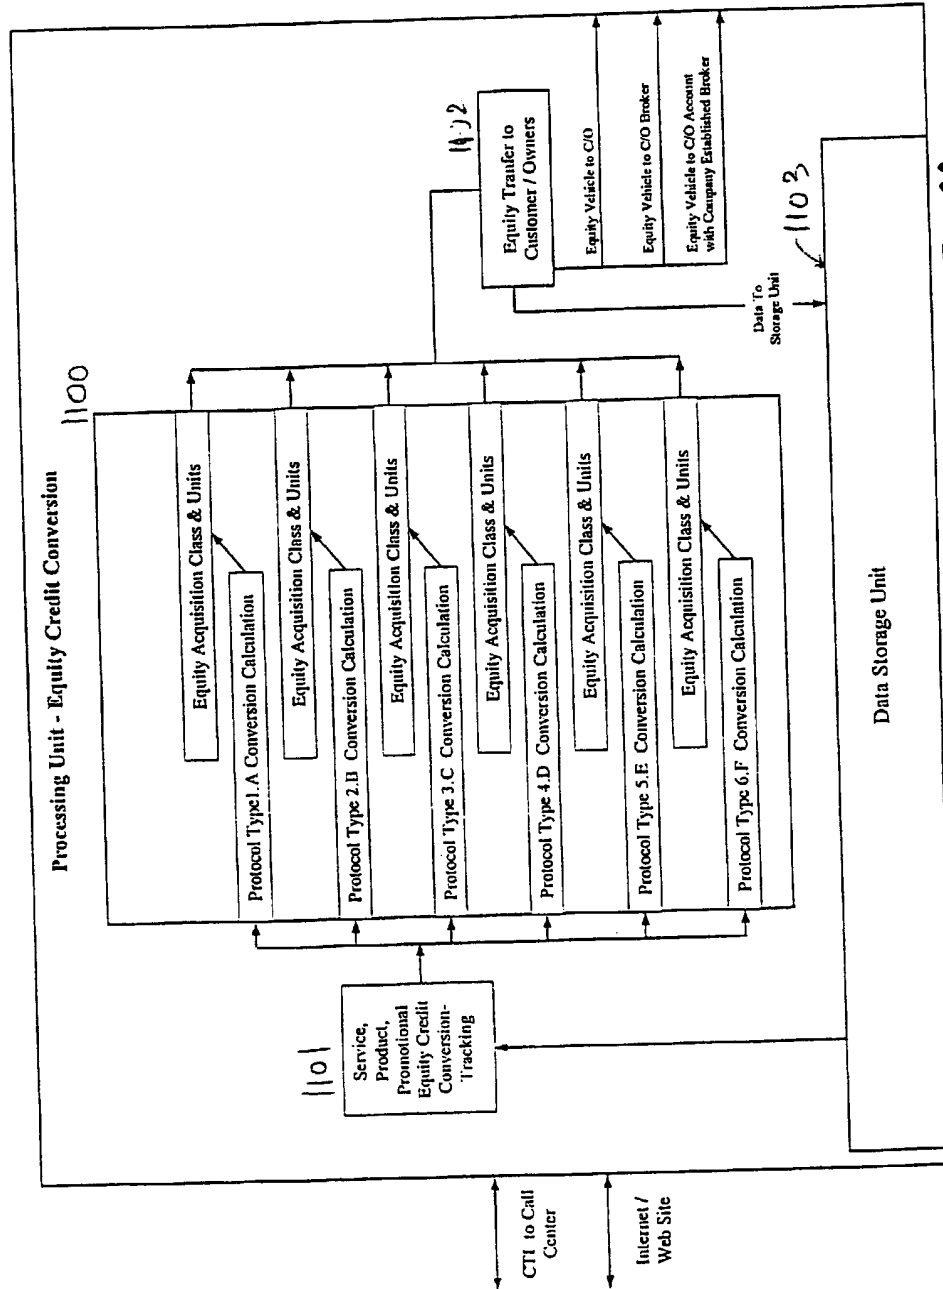 Processing Unit - Equity Credit Conversion
1100
1101
Service,
Product,
Promotional
Equity Credit
Conversion-
Tracking
Equity Acquisition Class & Units
Protocol Type1.A Conversion Calculation
Equity Acquisition Class & Units
Protocol Type 2.B Conversion Calculation
Equity Acquisition Class & Units
Protocol Type 3.C Conversion Calculation
Equity Acquisition Class & Units
Protocol Type 4.D Conversion Calculation
Equity Acquisition Class & Units
Protocol Type 5.E Conversion Calculation
Equity Acquisition Class & Units
Protocol Type 6.F Conversion Calculation
Equity Tranfer to
Customer / Owners
Equity Vehicle to C/O
Equity Vehicle to C/O Broker
Equity Vehicle to C/O Account
with Company Established Broker
Data To
Storage Unit
1103
Data Storage Unit
CTI to Call
Center
Internet /
Web Site